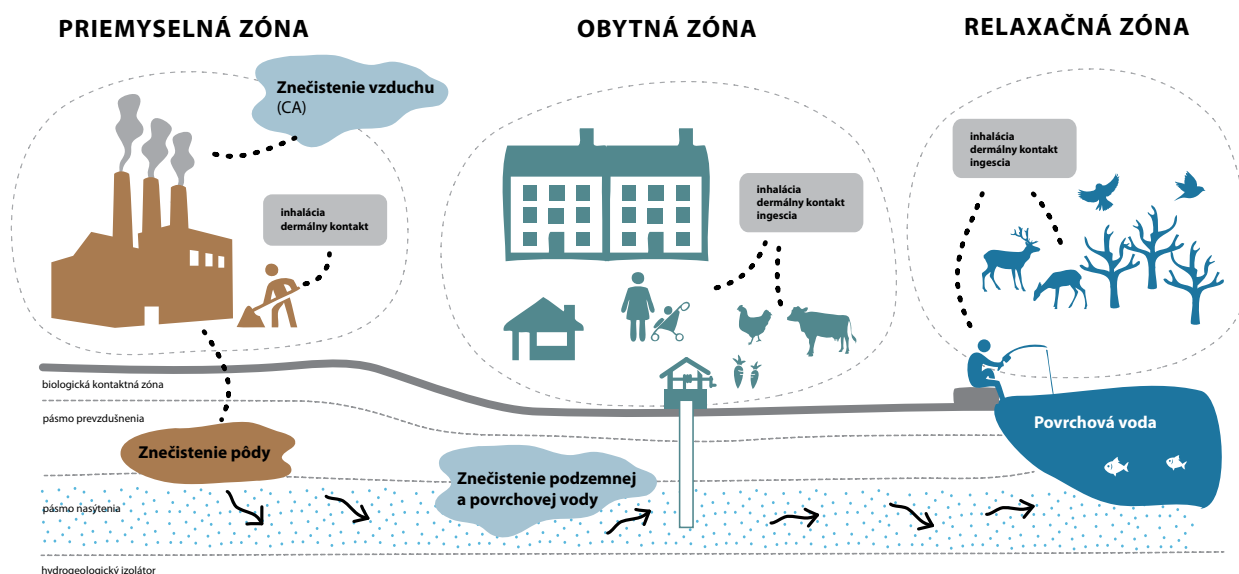 PRIEMYSELNÁ ZÓNA
OBYTNÁ ZÓNA
RELAXAČNÁ ZÓNA
Znečistenie vzduchu
(CA)
inhalácia
dermálny kontakt
inhalácia
dermálny kontakt
ingescia
inhalácia
dermálny kontakt
ingescia
biologická kontaktná zóna
pásmo prevzdušnenia
Znečistenie pôdy
Znečistenie podzemnej
a povrchovej vody
Povrchová voda
pásmo nasýtenia
hydrogeologický izolátor